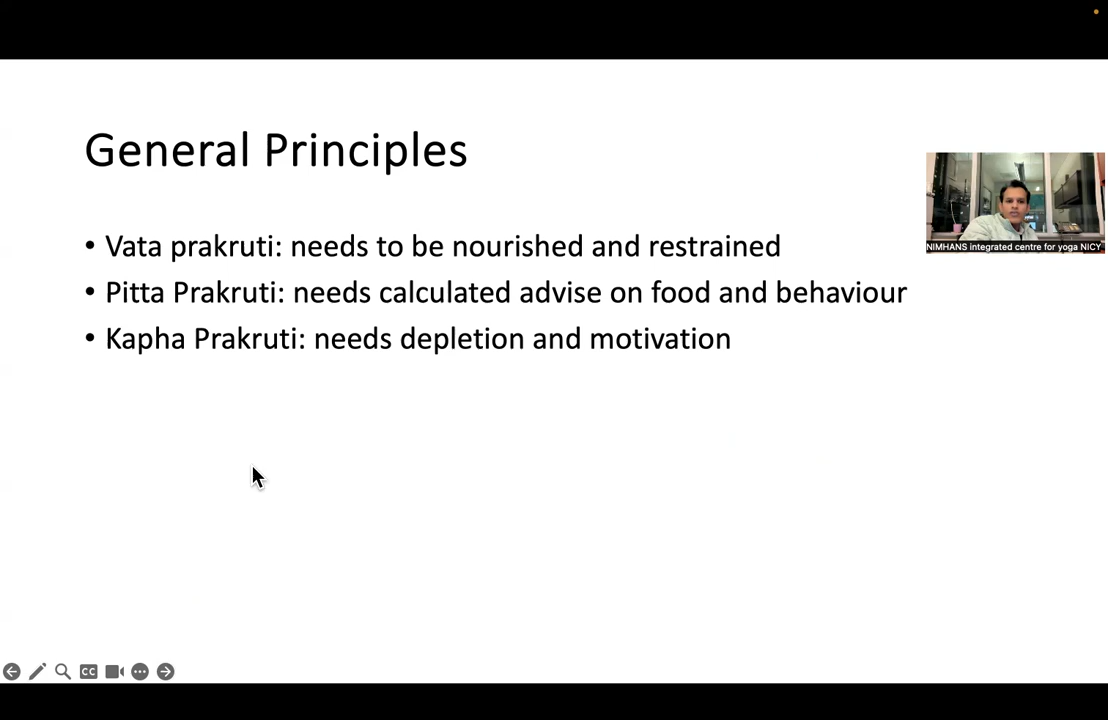 General Principles
• Vata prakruti: needs to be nourished and restrained
• Pitta Prakruti: needs calculated advise on food and behaviour
• Kapha Prakruti: needs depletion and motivation
NIMHANS integrated centre for yoga NICY
CC